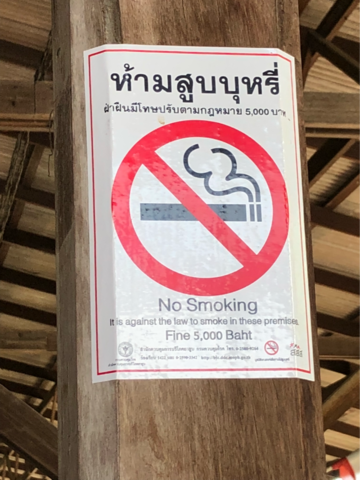 ห้ามสูบบุหรี่
ฝ่าฝืนมีโทษปรับตามกฎหมาย 5,000 บาท
No Smoking
It is against the law to smoke in these premises
Fine 5,000 Baht